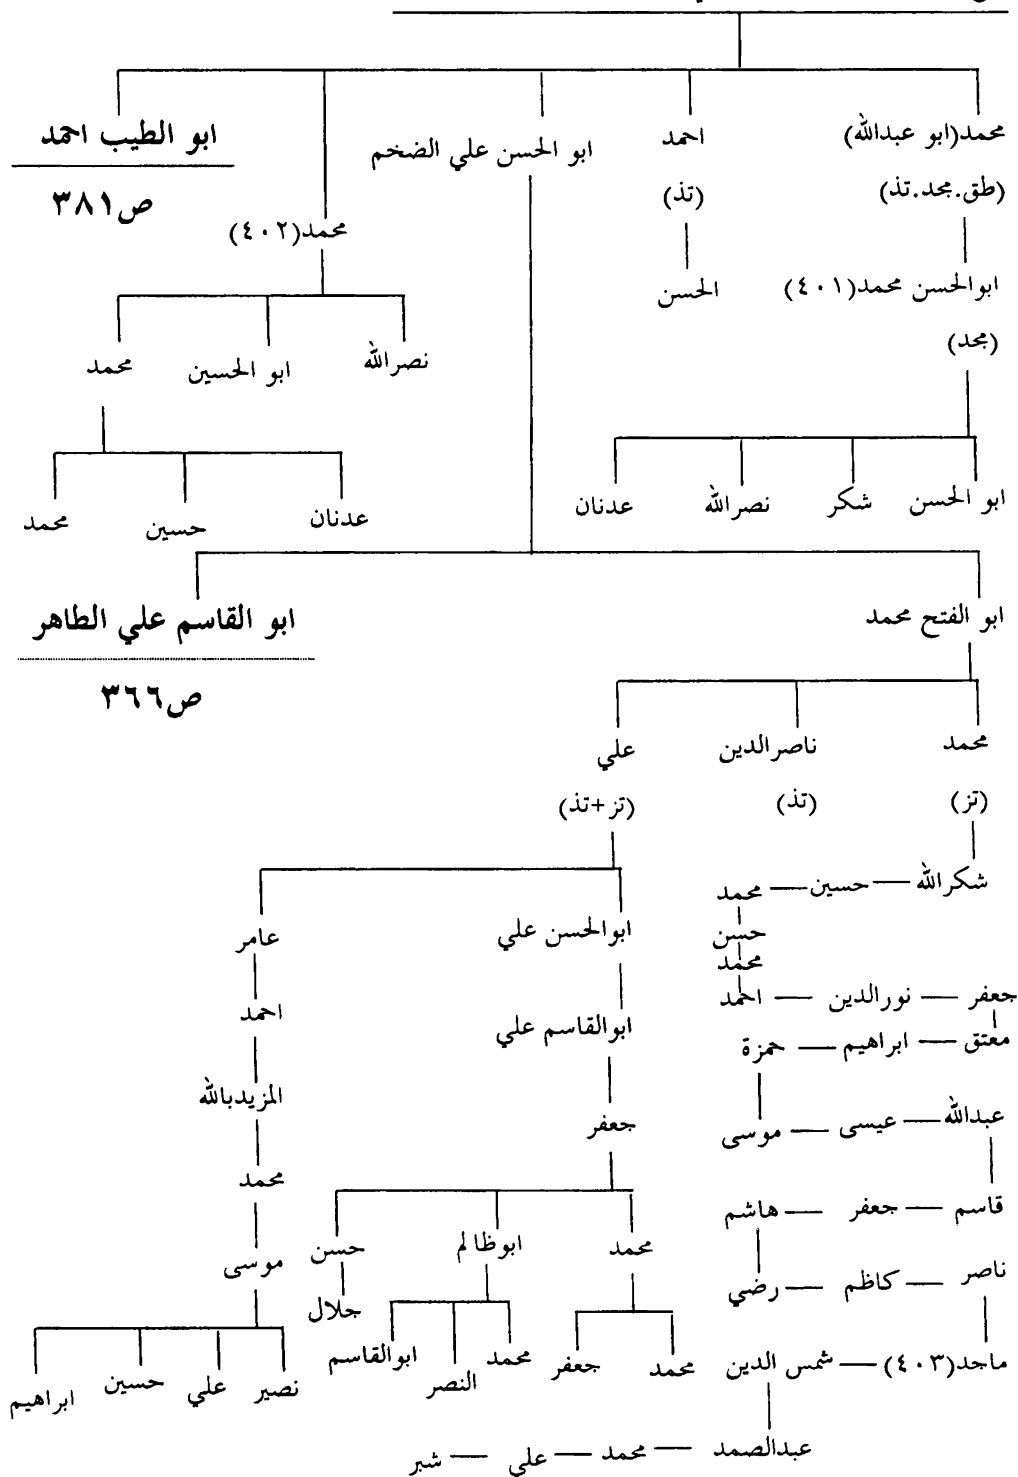 محمد(ابو عبدالله) احمد ابو الحسن علي الضخم ابو الطيب احمد
(طق.مجد.تذ) (تذ) ص٣٨١
محمد(٤٠٢)
ابوالحسن محمد(٤٠١) الحسن
(مجد)
نصرالله ابو الحسين محمد
ابو الحسن شكر نصرالله عدنان
عدنان حسين محمد
ابو الفتح محمد ابو القاسم علي الطاهر
ص٣٦٦
محمد ناصرالدين علي
(تز) (تذ) (تز+تذ)
شكرالله حسين محمد
حسن
محمد
ابوالحسن علي عامر
جعفر نورالدين احمد
معتق ابراهيم حمزة
ابوالقاسم علي احمد
المزيدبالله
عبدالله عيسى موسى
جعفر محمد
قاسم جعفر هاشم
محمد ابوظالم حسن موسى
ناصر كاظم رضي
جلال
ماجد(٤٠٣) شمس الدين
محمد جعفر محمد النصر ابوالقاسم
نصير علي حسين ابراهيم
عبدالصمد محمد علي شبر